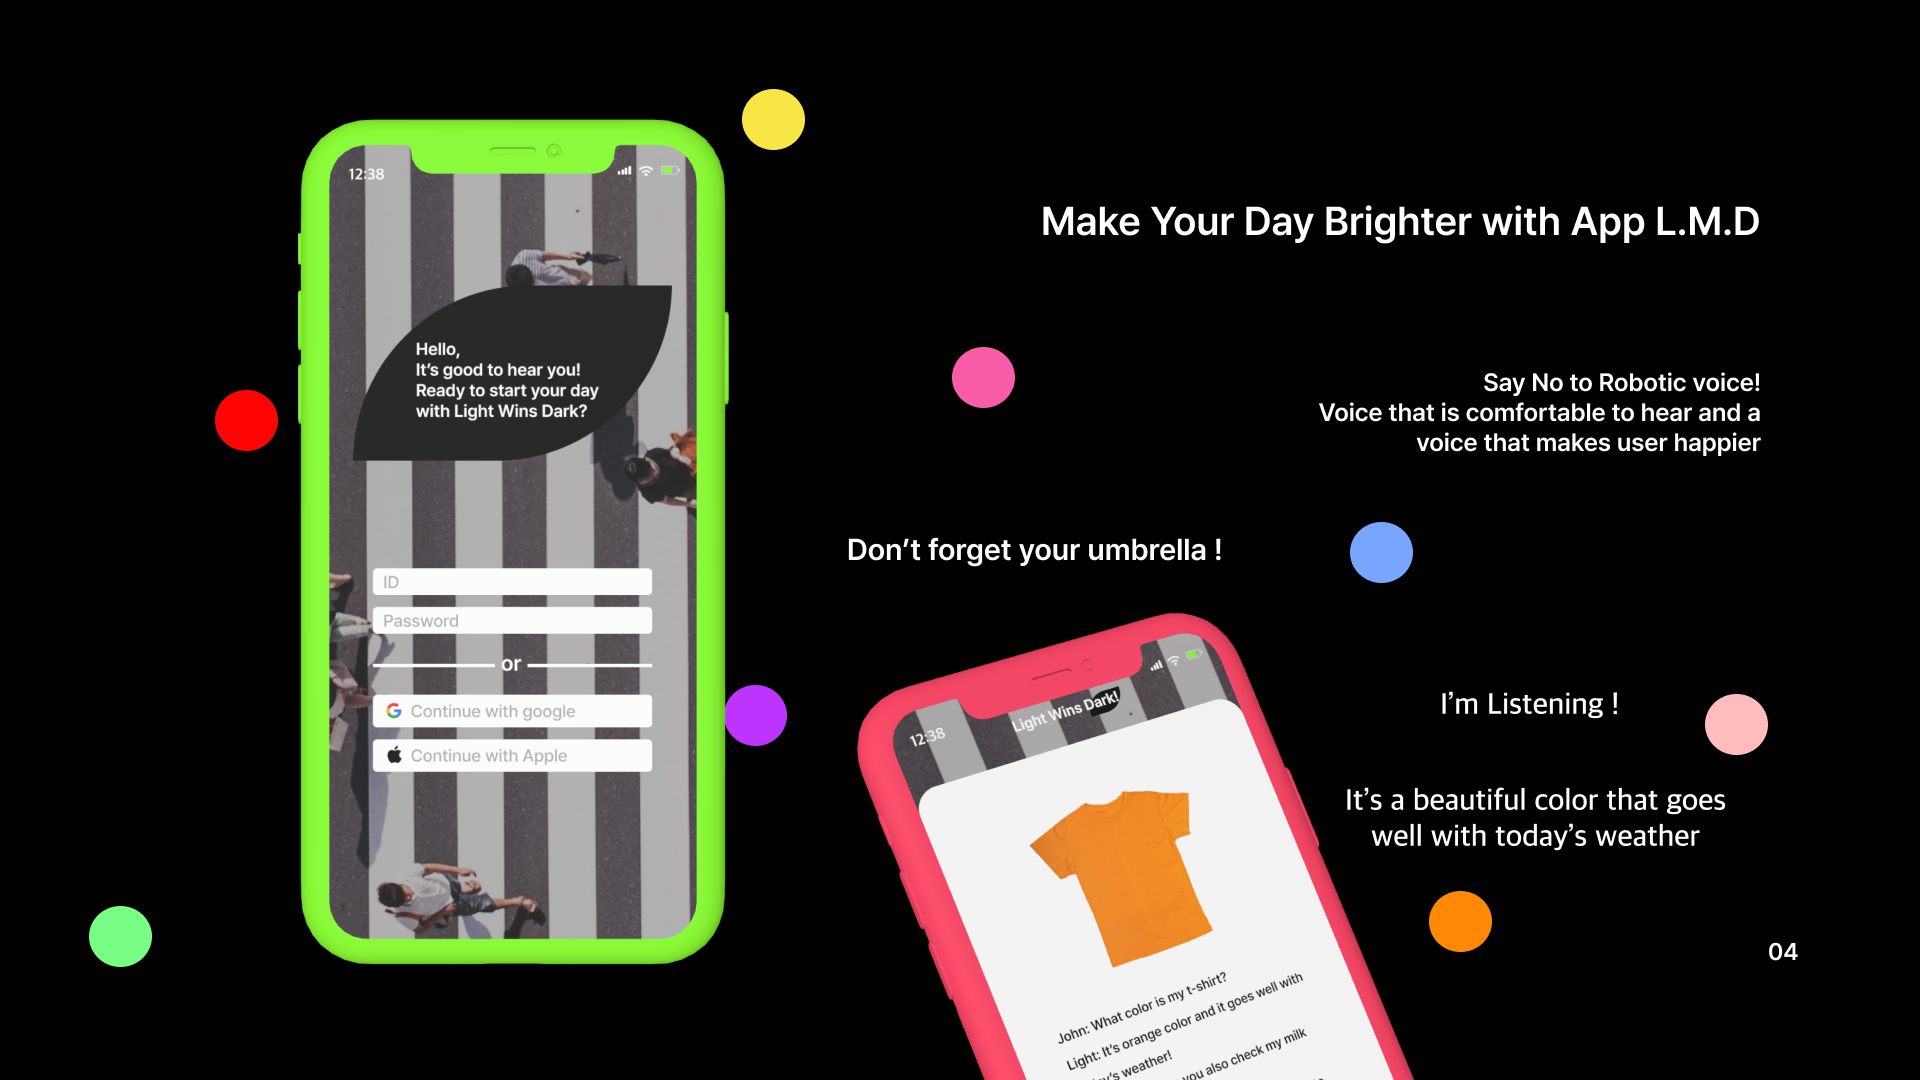 Make Your Day Brighter with App L.M.D
Say No to Robotic voice!
Voice that is comfortable to hear and a
voice that makes user happier
12:38
Hello,
It's good to hear you!
Ready to start your day
with Light Wins Dark?
ID
Password
or
Continue with google
Continue with Apple
Don't forget your umbrella !
I'm Listening !
It's a beautiful color that goes
well with today's weather
12:38
Light Wins Dark!
John: What color is my t-shirt?
Light: It's orange color and it goes well with
weather!
you also check my milk
04